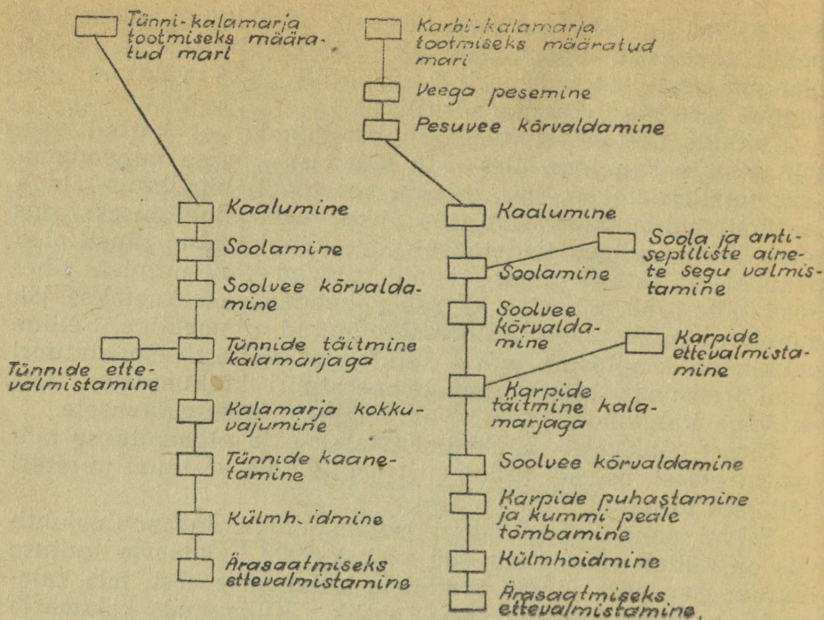 Tünni-kalamarja
tootmiseks määra-
tud mari
Kaalumine
Soolamine
Soolvee kõrvalda-
mine
Tünnide täitmine
kalamarjaga
Tünnide ette-
valmistamine
Kalamarja kokku-
vajumine
Tünnide kaane-
tamine
Külmh idmine
Ärasaatmiseks
ettevalmistamine
Karbi-kalamarja
tootmiseks määratud
mari
Veega pesemine
Pesuvee kõrvaldamine
Kaalumine
Soolamine
Soola ja anti-
septiliste aine-
te segu valmis-
tamine
Soolvee
kõrvalda-
mine
Karpide
ettevalmista-
mine
Karpide
täitmine kala-
marjaga
Soolvee kõrvaldamine
Karpide puhastamine
ja kummi peale
tõmbamine
Külmhoidmine
Ärasaatmiseks
ettevalmistamine.